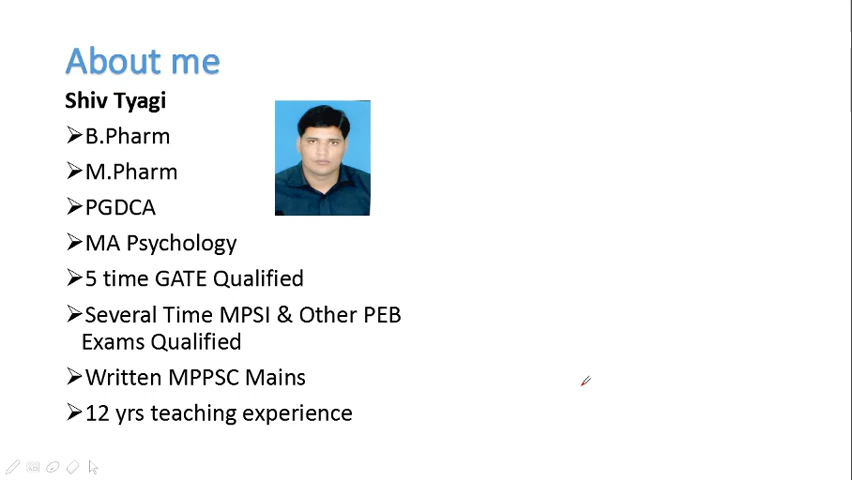 About me
Shiv Tyagi
B.Pharm
M.Pharm
PGDCA
MA Psychology
5 time GATE Qualified
Several Time MPSI & Other PEB
Exams Qualified
Written MPPSC Mains
12 yrs teaching experience